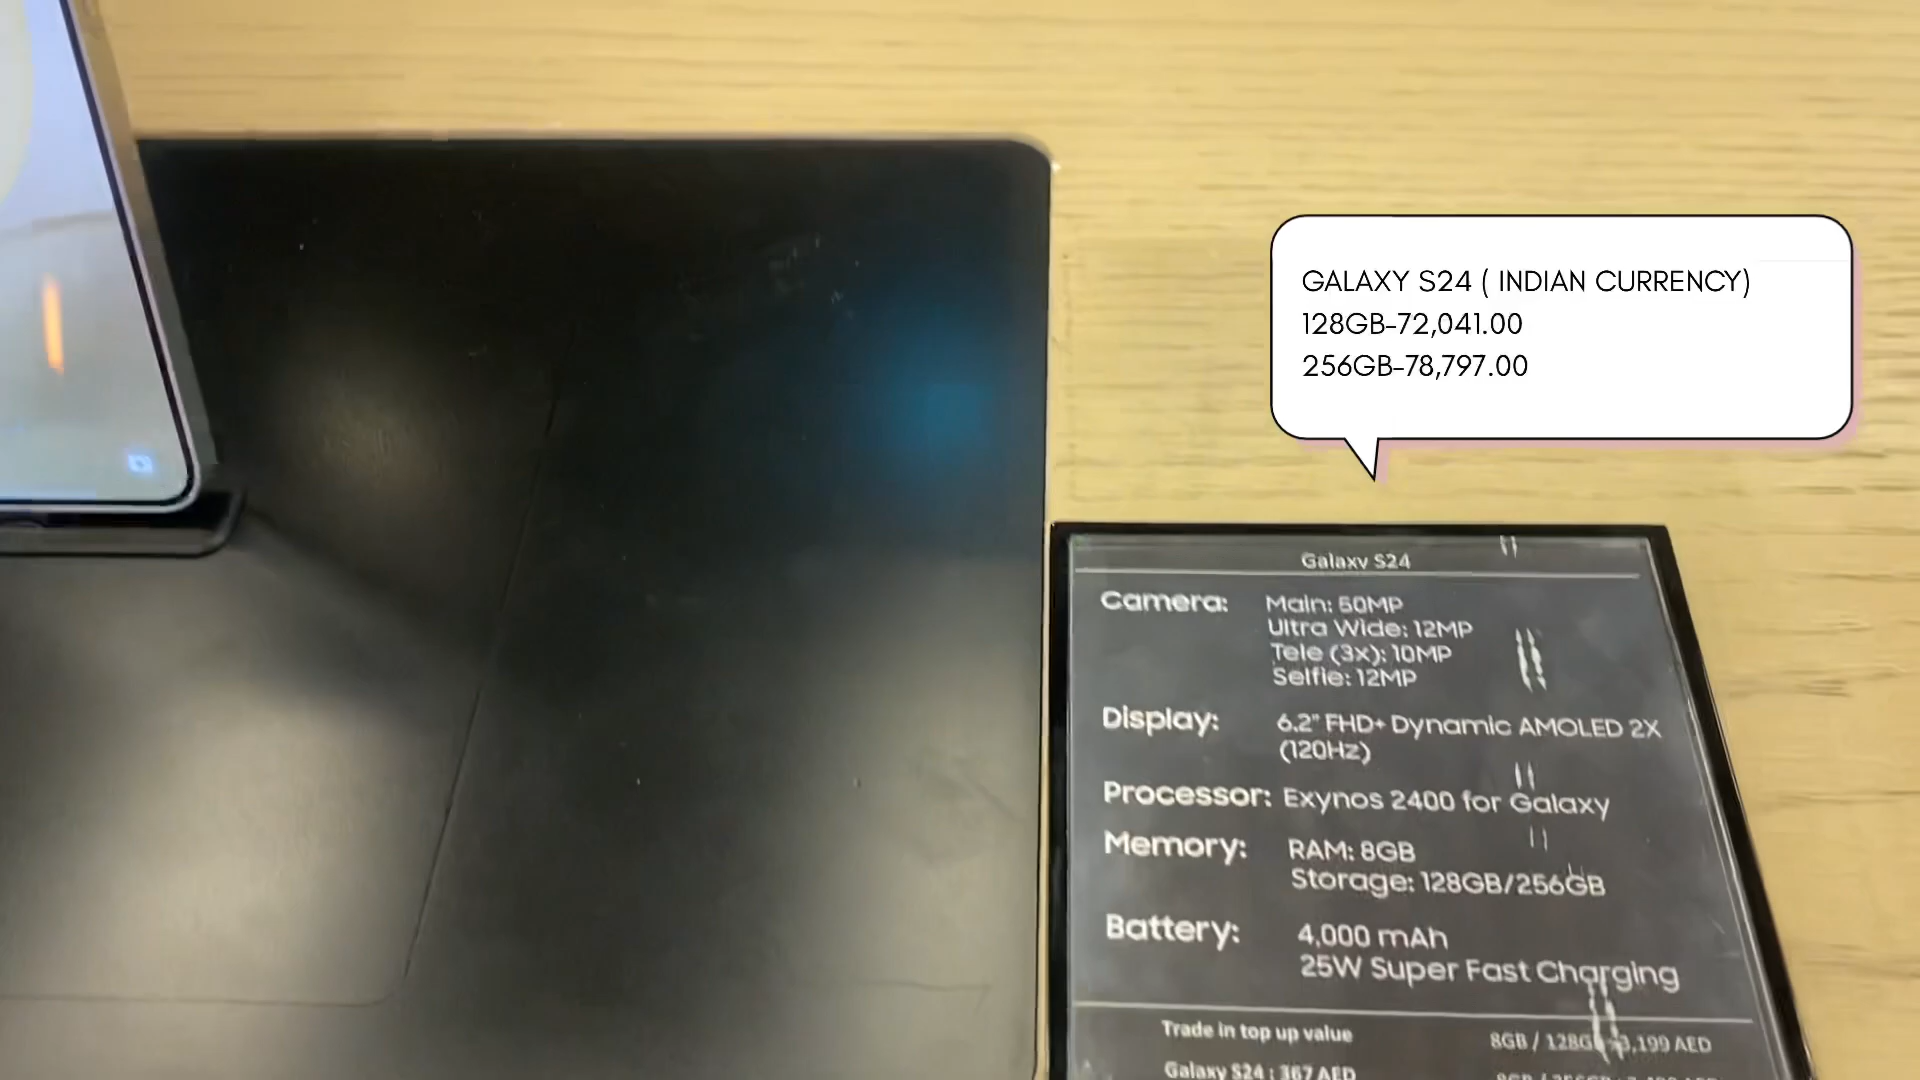 GALAXY S24 ( INDIAN CURRENCY)
128GB-72,041.00
256GB-78,797.00
Galaxy S24
Camera: Main: 50MP
Ultra Wide: 12MP
Tele (3x): 10MP
Selfie: 12MP
Display: 6.2" FHD+ Dynamic AMOLED 2X
(120Hz)
Processor: Exynos 2400 for Galaxy
Memory: RAM: 8GB
Storage: 128GB/256GB
Battery: 4,000 mAh
25W Super Fast Charging
Trade in top up value 8GB / 128GB 3,199 AED
Galaxy S24 : 367 AED